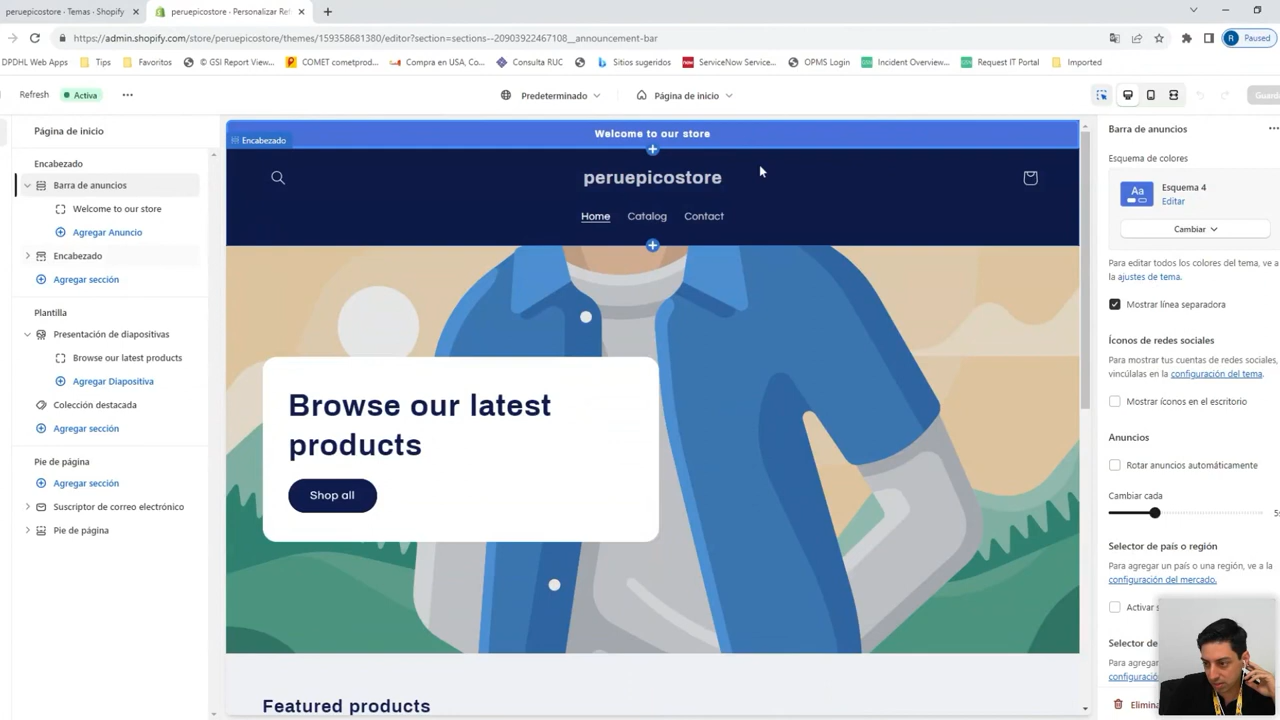 peruepicostore · Temas · Shopify
peruepicostore · Personalizar Ref
https://admin.shopify.com/store/peruepicostore/themes/159358681380/editor?section=sections--20903922467108__announcement-bar
Paused
DPDHL Web Apps
Tips
Favoritos
© GSI Report View...
COMET cometprod...
Compra en USA, Co...
Consulta RUC
Sitios sugeridos
ServiceNow Service...
OPMS Login
Incident Overview...
Request IT Portal
Imported
Refresh
Activa
Predeterminado
Página de inicio
Página de inicio
Encabezado
Barra de anuncios
Welcome to our store
Agregar Anuncio
Encabezado
Agregar sección
Plantilla
Presentación de diapositivas
Browse our latest products
Agregar Diapositiva
Colección destacada
Agregar sección
Pie de página
Agregar sección
Suscriptor de correo electrónico
Pie de página
Welcome to our store
Encabezado
peruepicostore
Home Catalog Contact
Browse our latest
products
Shop all
Featured products
Barra de anuncios
Esquema de colores
Aa
Esquema 4
Editar
Cambiar
Para editar todos los colores del tema, ve a
la ajustes de tema.
Mostrar línea separadora
Íconos de redes sociales
Para mostrar tus cuentas de redes sociales,
vincúlalas en la configuración del tema.
Mostrar íconos en el escritorio
Anuncios
Rotar anuncios automáticamente
Cambiar cada
Selector de país o región
Para agregar un país o una región, ve a la
configuración del mercado.
Activar s
Selector de
Para agregar
configuración